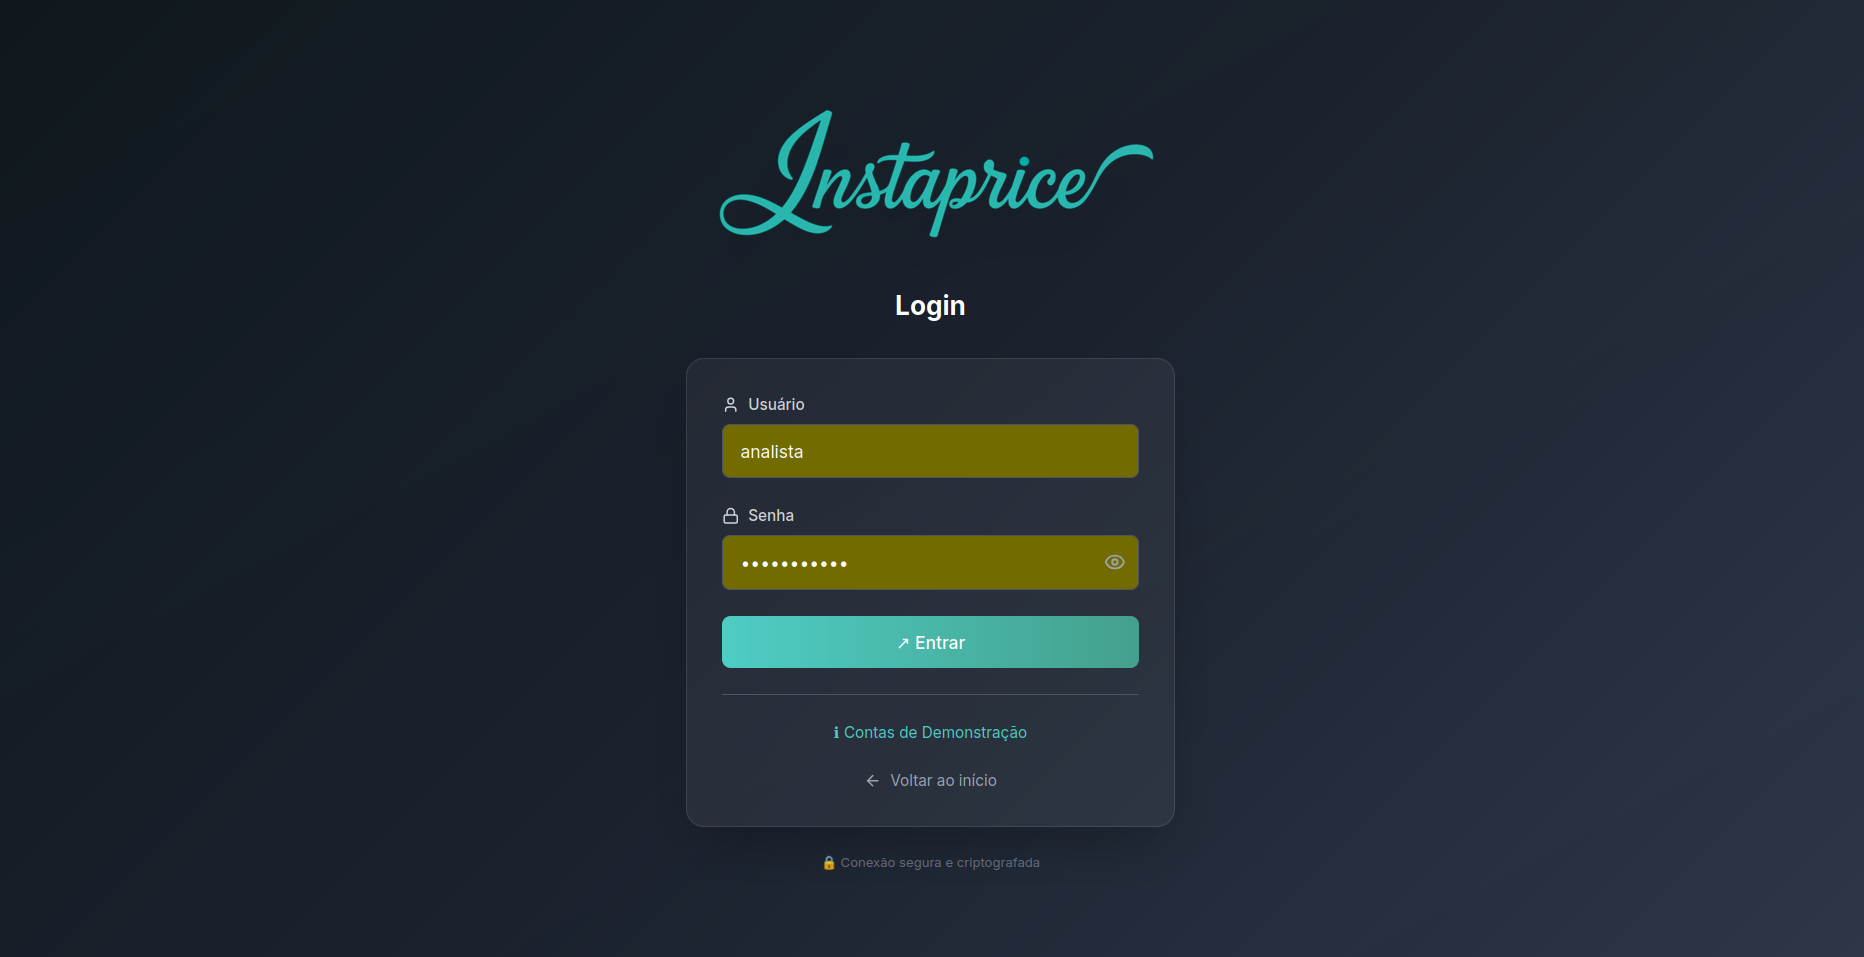 Instaprice
Login
Usuário
analista
Senha
•••••••••••
↗ Entrar
ℹ Contas de Demonstração
← Voltar ao início
🔒 Conexão segura e criptografada